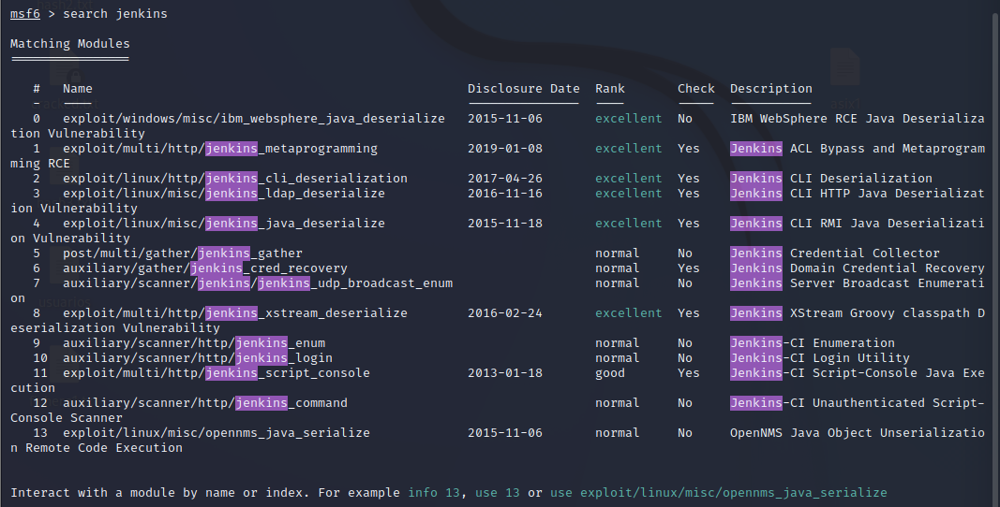 msf6 > search jenkins
Matching Modules
================
# Name Disclosure Date Rank Check Description
- ---- --------------- ---- ----- -----------
0 exploit/windows/misc/ibm_websphere_java_deserialize 2015-11-06 excellent No IBM WebSphere RCE Java Deserializa
tion Vulnerability
1 exploit/multi/http/jenkins_metaprogramming 2019-01-08 excellent Yes Jenkins ACL Bypass and Metaprogram
ming RCE
2 exploit/linux/http/jenkins_cli_deserialization 2017-04-26 excellent Yes Jenkins CLI Deserialization
3 exploit/linux/misc/jenkins_ldap_deserialize 2016-11-16 excellent Yes Jenkins CLI HTTP Java Deserializat
ion Vulnerability
4 exploit/linux/misc/jenkins_java_deserialize 2015-11-18 excellent Yes Jenkins CLI RMI Java Deserializati
on Vulnerability
5 post/multi/gather/jenkins_gather normal No Jenkins Credential Collector
6 auxiliary/gather/jenkins_cred_recovery normal Yes Jenkins Domain Credential Recovery
7 auxiliary/scanner/jenkins/jenkins_udp_broadcast_enum normal No Jenkins Server Broadcast Enumerati
on
8 exploit/multi/http/jenkins_xstream_deserialize 2016-02-24 excellent Yes Jenkins XStream Groovy classpath D
eserialization Vulnerability
9 auxiliary/scanner/http/jenkins_enum normal No Jenkins-CI Enumeration
10 auxiliary/scanner/http/jenkins_login normal No Jenkins-CI Login Utility
11 exploit/multi/http/jenkins_script_console 2013-01-18 good Yes Jenkins-CI Script-Console Java Exe
cution
12 auxiliary/scanner/http/jenkins_command normal No Jenkins-CI Unauthenticated Script-
Console Scanner
13 exploit/linux/misc/opennms_java_serialize 2015-11-06 normal No OpenNMS Java Object Unserializatio
n Remote Code Execution
Interact with a module by name or index. For example info 13, use 13 or use exploit/linux/misc/opennms_java_serialize